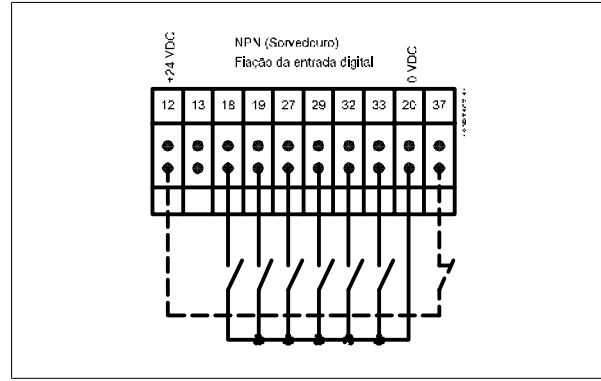 +24 VDC
NPN (Sorvedouro)
Fiação da entrada digital
0 VDC
12 13 18 19 27 29 32 33 20 37